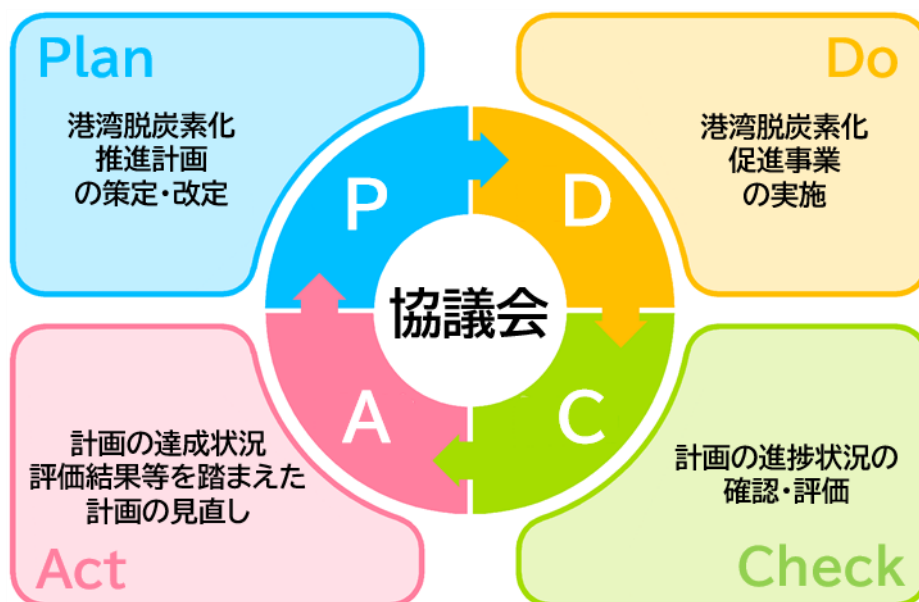 Plan
港湾脱炭素化
推進計画
の策定・改定
Do
港湾脱炭素化
促進事業
の実施
P
D
協議会
A
C
計画の達成状況
評価結果等を踏まえた
計画の見直し
Act
計画の進捗状況の
確認・評価
Check